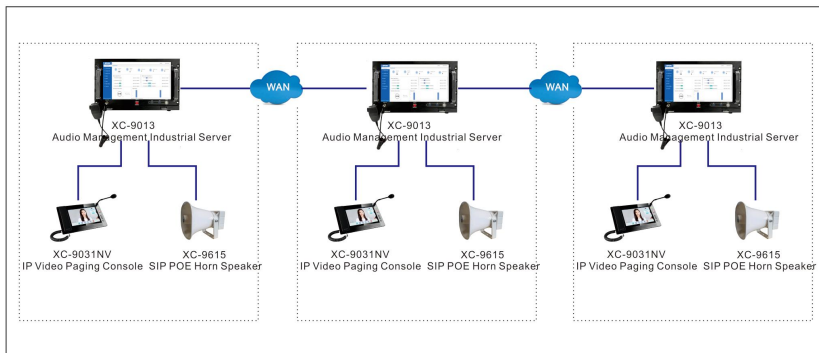 WAN
WAN
XC-9013
Audio Management Industrial Server
XC-9013
Audio Management Industrial Server
XC-9013
Audio Management Industrial Server
XC-9031NV
IP Video Paging Console
XC-9615
SIP POE Horn Speaker
XC-9031NV
IP Video Paging Console
XC-9615
SIP POE Horn Speaker
XC-9031NV
IP Video Paging Console
XC-9615
SIP POE Horn Speaker